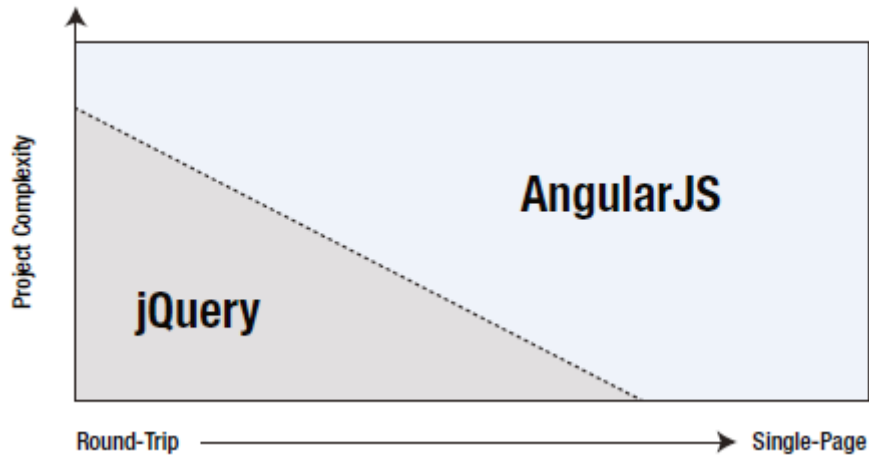 Project Complexity
AngularJS
jQuery
Round-Trip
Single-Page